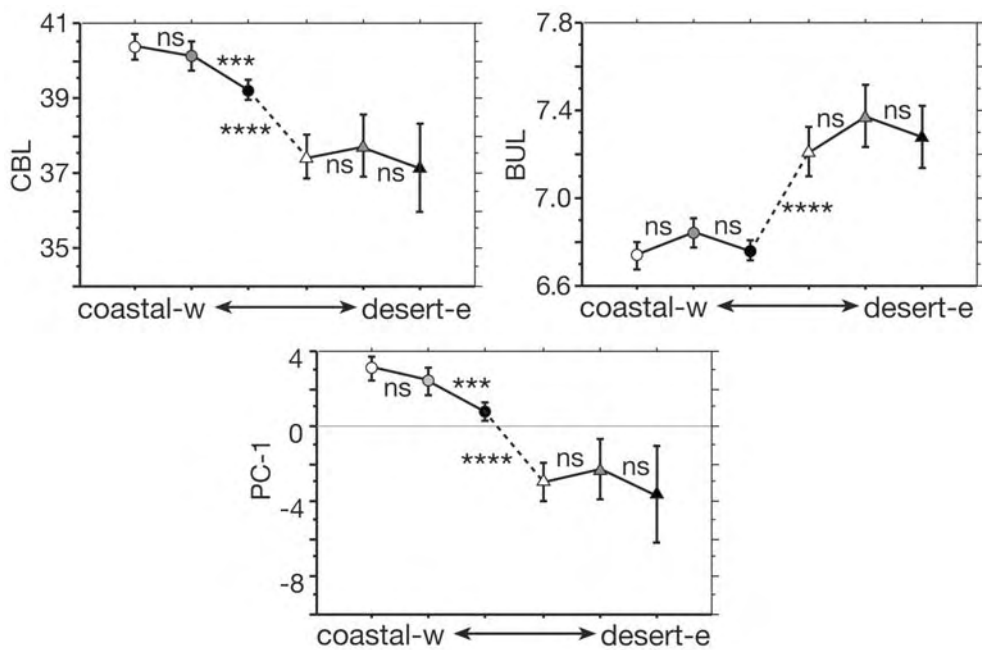 41
39
37
35
CBL
ns
***
****
ns
ns
coastal-w
desert-e
7.8
7.4
7.0
6.6
BUL
ns
ns
****
ns
ns
coastal-w
desert-e
4
0
-4
-8
PC-1
ns
***
****
ns
ns
coastal-w
desert-e